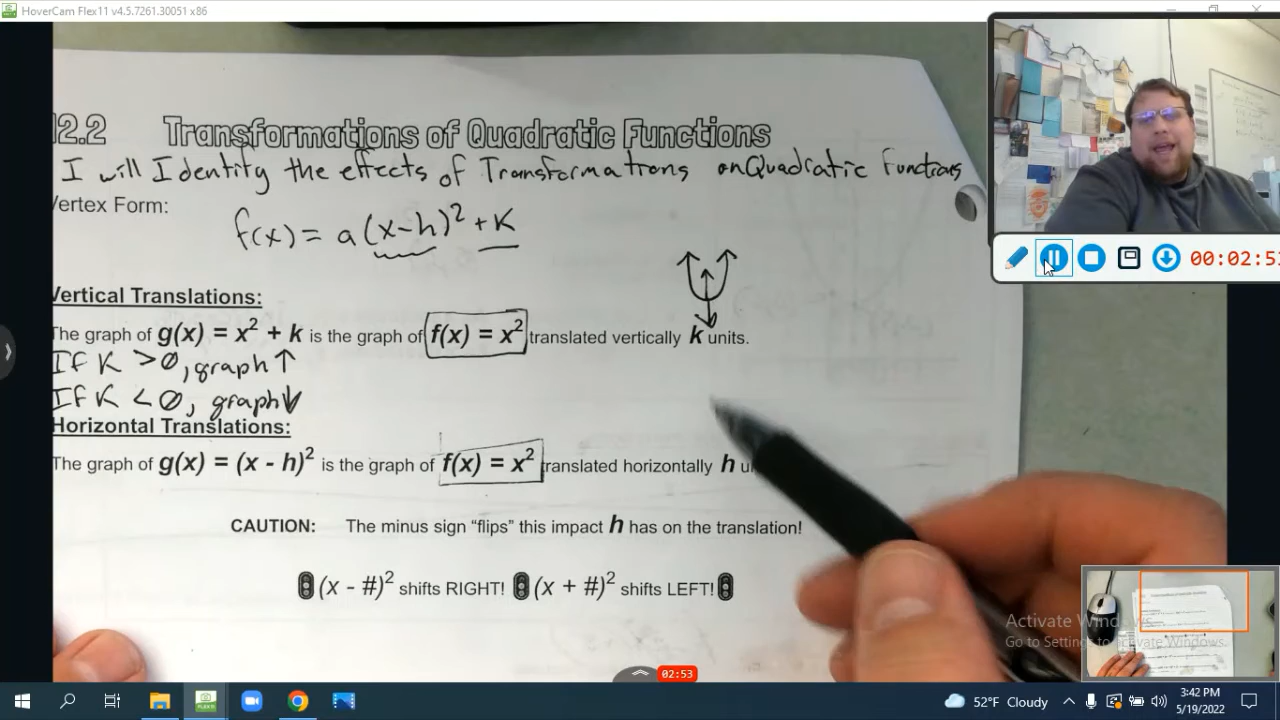 HoverCam Flex11 v4.5.7261.30051 x86
12.2 Transformations of Quadratic Functions
I will Identify the effects of Transformations on Quadratic Functions
Vertex Form:
f(x) = a(x-h)² + K
Vertical Translations:
The graph of g(x) = x² + k is the graph of f(x) = x² translated vertically k units.
If K > 0, graph ↑
If K < 0, graph ↓
Horizontal Translations:
The graph of g(x) = (x - h)² is the graph of f(x) = x² translated horizontally h
CAUTION: The minus sign “flips” this impact h has on the translation!
(x - #)² shifts RIGHT! (x + #)² shifts LEFT!
00:02:53
Activate Windows
Go to Settings to activate Windows.
02:53
52°F Cloudy
3:42 PM
5/19/2022